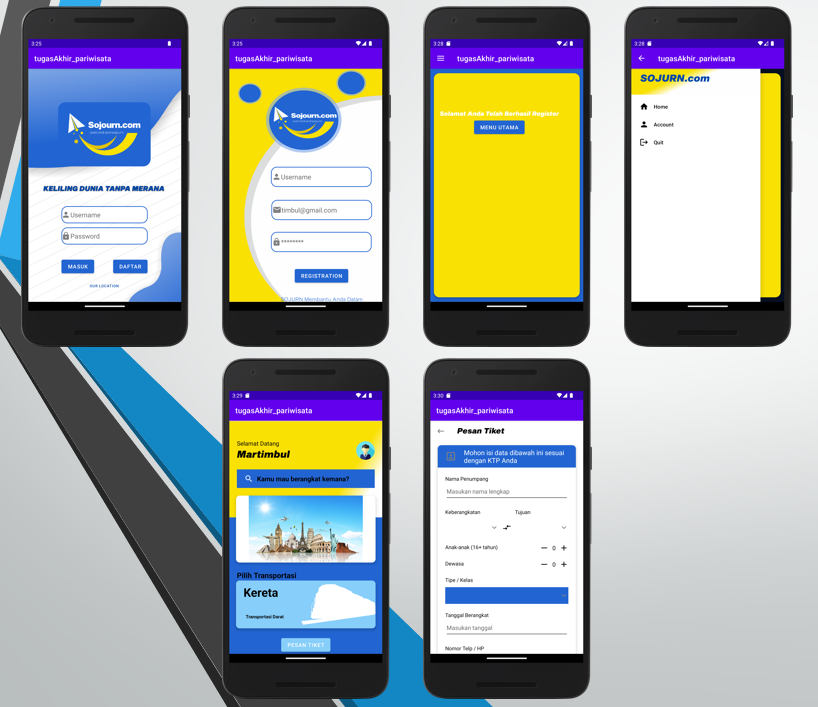 3:25
tugasAkhir_pariwisata
Sojourn.com
KELILING DUNIA TANPA MERANA
Username
Password
MASUK
DAFTAR
OUR LOCATION
3:25
tugasAkhir_pariwisata
Sojourn.com
Username
timbul@gmail.com
********
REGISTRATION
SOJURN Membantu Anda Dalam
3:28
tugasAkhir_pariwisata
Selamat Anda Telah Berhasil Register
MENU UTAMA
3:28
tugasAkhir_pariwisata
SOJURN.com
Home
Account
Quit
3:29
tugasAkhir_pariwisata
Selamat Datang
Martimbul
Kamu mau berangkat kemana?
Pilih Transportasi
Kereta
Transportasi Darat
PESAN TIKET
3:30
tugasAkhir_pariwisata
Pesan Tiket
Mohon isi data dibawah ini sesuai
dengan KTP Anda
Nama Penumpang
Masukan nama lengkap
Keberangkatan
Tujuan
Anak-anak (16+ tahun)
0
Dewasa
0
Tipe / Kelas
Tanggal Berangkat
Masukan tanggal
Nomor Telp / HP